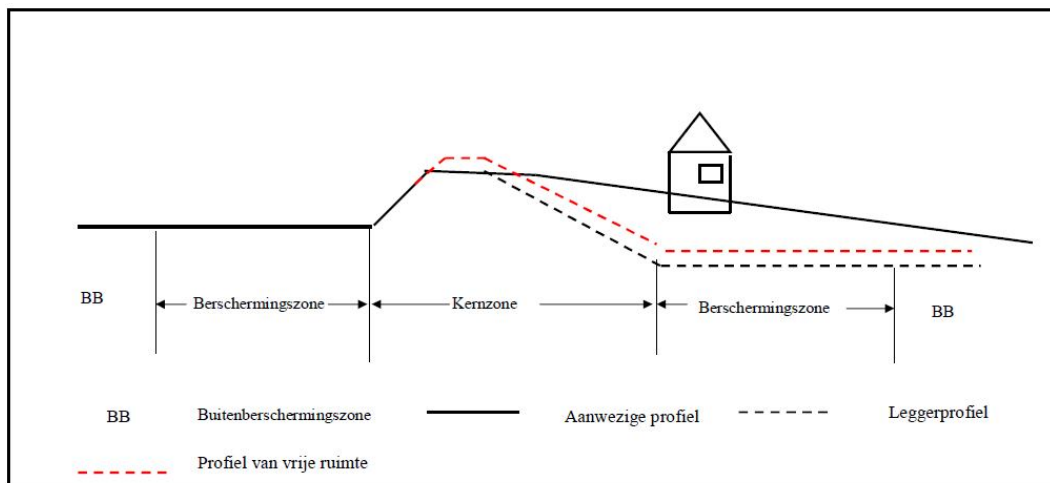 BB
Berschermingszone
Kernzone
Berschermingszone
BB
BB Buitenberschermingszone Aanwezige profiel Leggerprofiel
Profiel van vrije ruimte